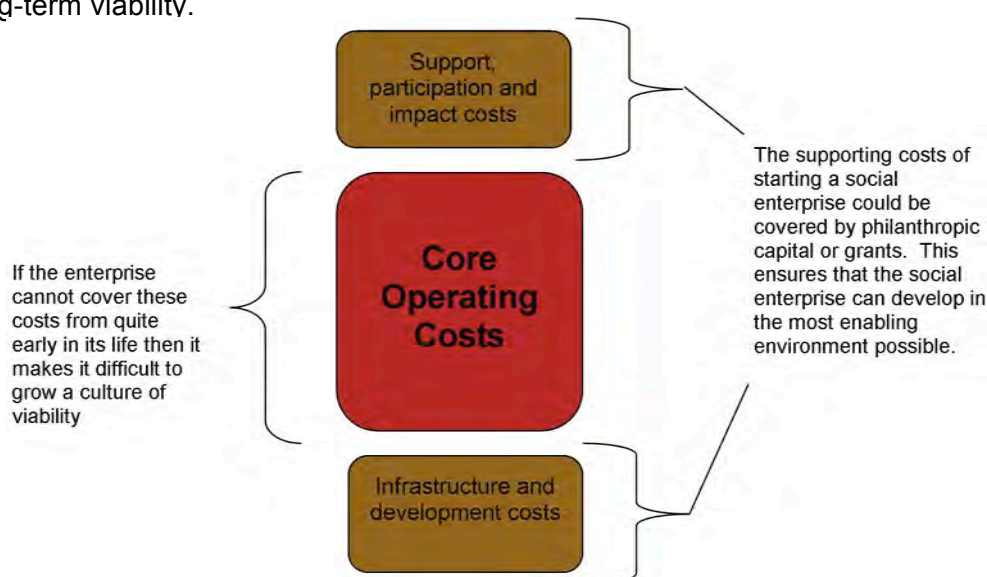 g-term viability.
Support,
participation and
impact costs
Core
Operating
Costs
Infrastructure and
development costs
If the enterprise
cannot cover these
costs from quite
early in its life then it
makes it difficult to
grow a culture of
viability
The supporting costs of
starting a social
enterprise could be
covered by philanthropic
capital or grants.  This
ensures that the social
enterprise can develop in
the most enabling
environment possible.